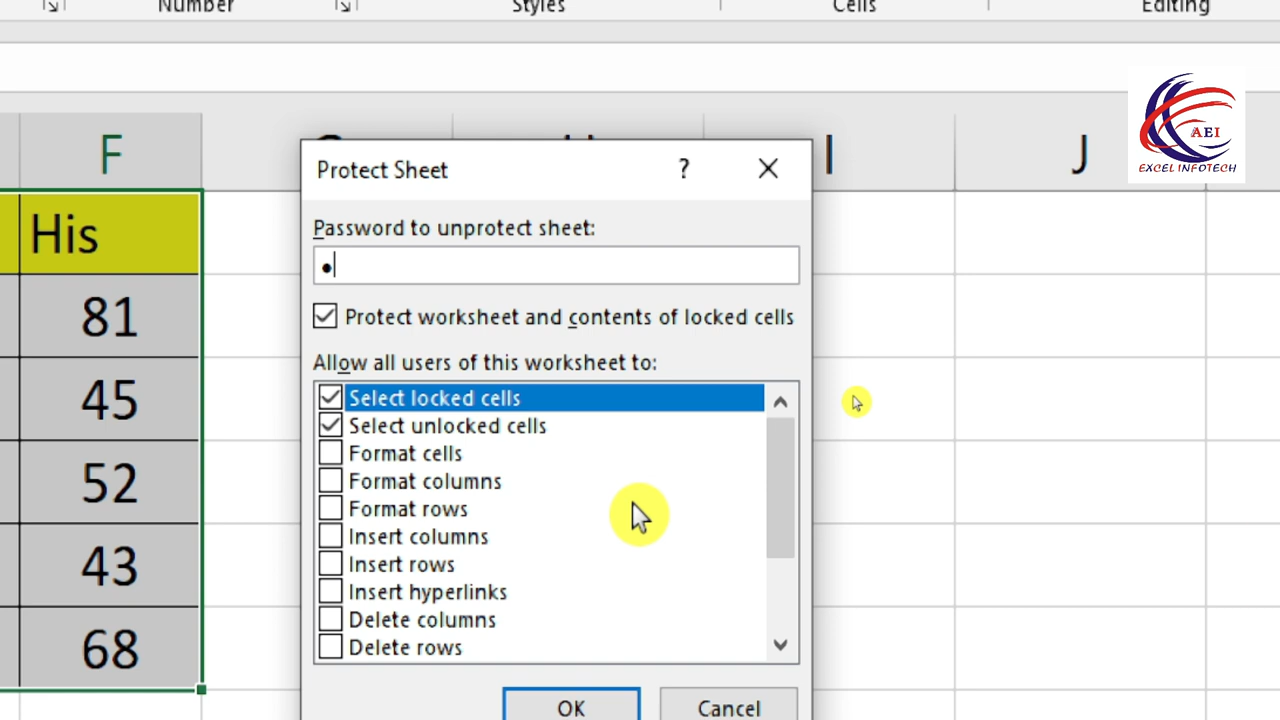 Number Styles Cells Editing
F I J
AEI
EXCEL INFOTECH
Protect Sheet ?
His
Password to unprotect sheet:
●
81
Protect worksheet and contents of locked cells
Allow all users of this worksheet to:
45
Select locked cells
Select unlocked cells
Format cells
52
Format columns
Format rows
Insert columns
43
Insert rows
Insert hyperlinks
Delete columns
68
Delete rows
OK Cancel